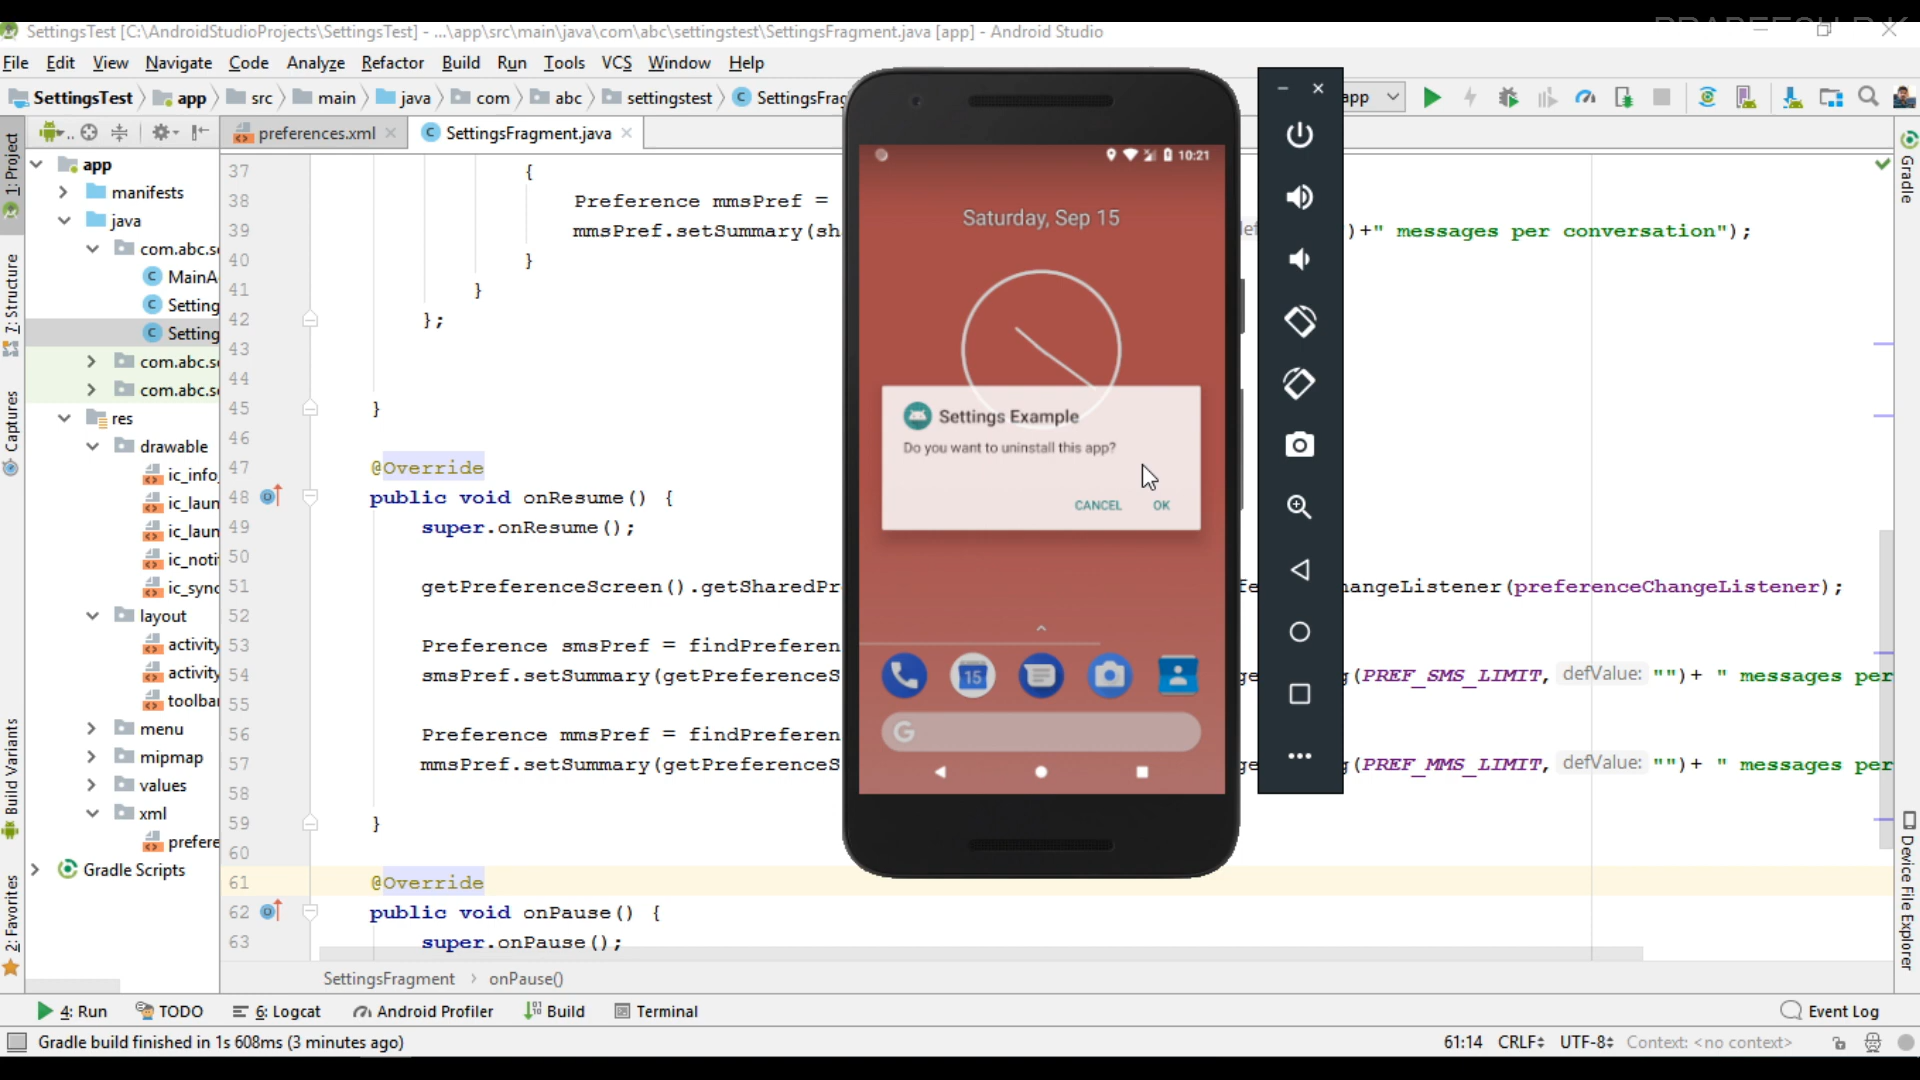 SettingsTest [C:\AndroidStudioProjects\SettingsTest] - ...\app\src\main\java\com\abc\settingstest\SettingsFragment.java [app] - Android Studio
File Edit View Navigate Code Analyze Refactor Build Run Tools VCS Window Help
SettingsTest app src main java com abc settingstest SettingsFrag app
preferences.xml SettingsFragment.java
1: Project
7: Structure
Captures
Build Variants
2: Favorites
app
manifests
java
com.abc.s
MainA
Setting
Setting
com.abc.s
com.abc.s
res
drawable
ic_info
ic_laun
ic_laun
ic_noti
ic_sync
layout
activity
activity
toolba
menu
mipmap
values
xml
prefere
Gradle Scripts
37 {
38 Preference mmsPref =
39 mmsPref.setSummary(sh )+" messages per conversation");
40 }
41 }
42 };
43
44
45 }
46
47 @Override
48 public void onResume() {
49 super.onResume();
50
51 getPreferenceScreen().getSharedPr angeListener(preferenceChangeListener);
52
53 Preference smsPref = findPreferen
54 smsPref.setSummary(getPreferenceS (PREF_SMS_LIMIT, defValue: "")+ " messages per
55
56 Preference mmsPref = findPreferen
57 mmsPref.setSummary(getPreferenceS (PREF_MMS_LIMIT, defValue: "")+ " messages per
58
59 }
60
61 @Override
62 public void onPause() {
63 super.onPause();
10:21
Saturday, Sep 15
Settings Example
Do you want to uninstall this app?
CANCEL OK
15
G
Gradle
Device File Explorer
SettingsFragment onPause()
4: Run TODO 6: Logcat Android Profiler Build Terminal Event Log
Gradle build finished in 1s 608ms (3 minutes ago) 61:14 CRLF UTF-8 Context: <no context>